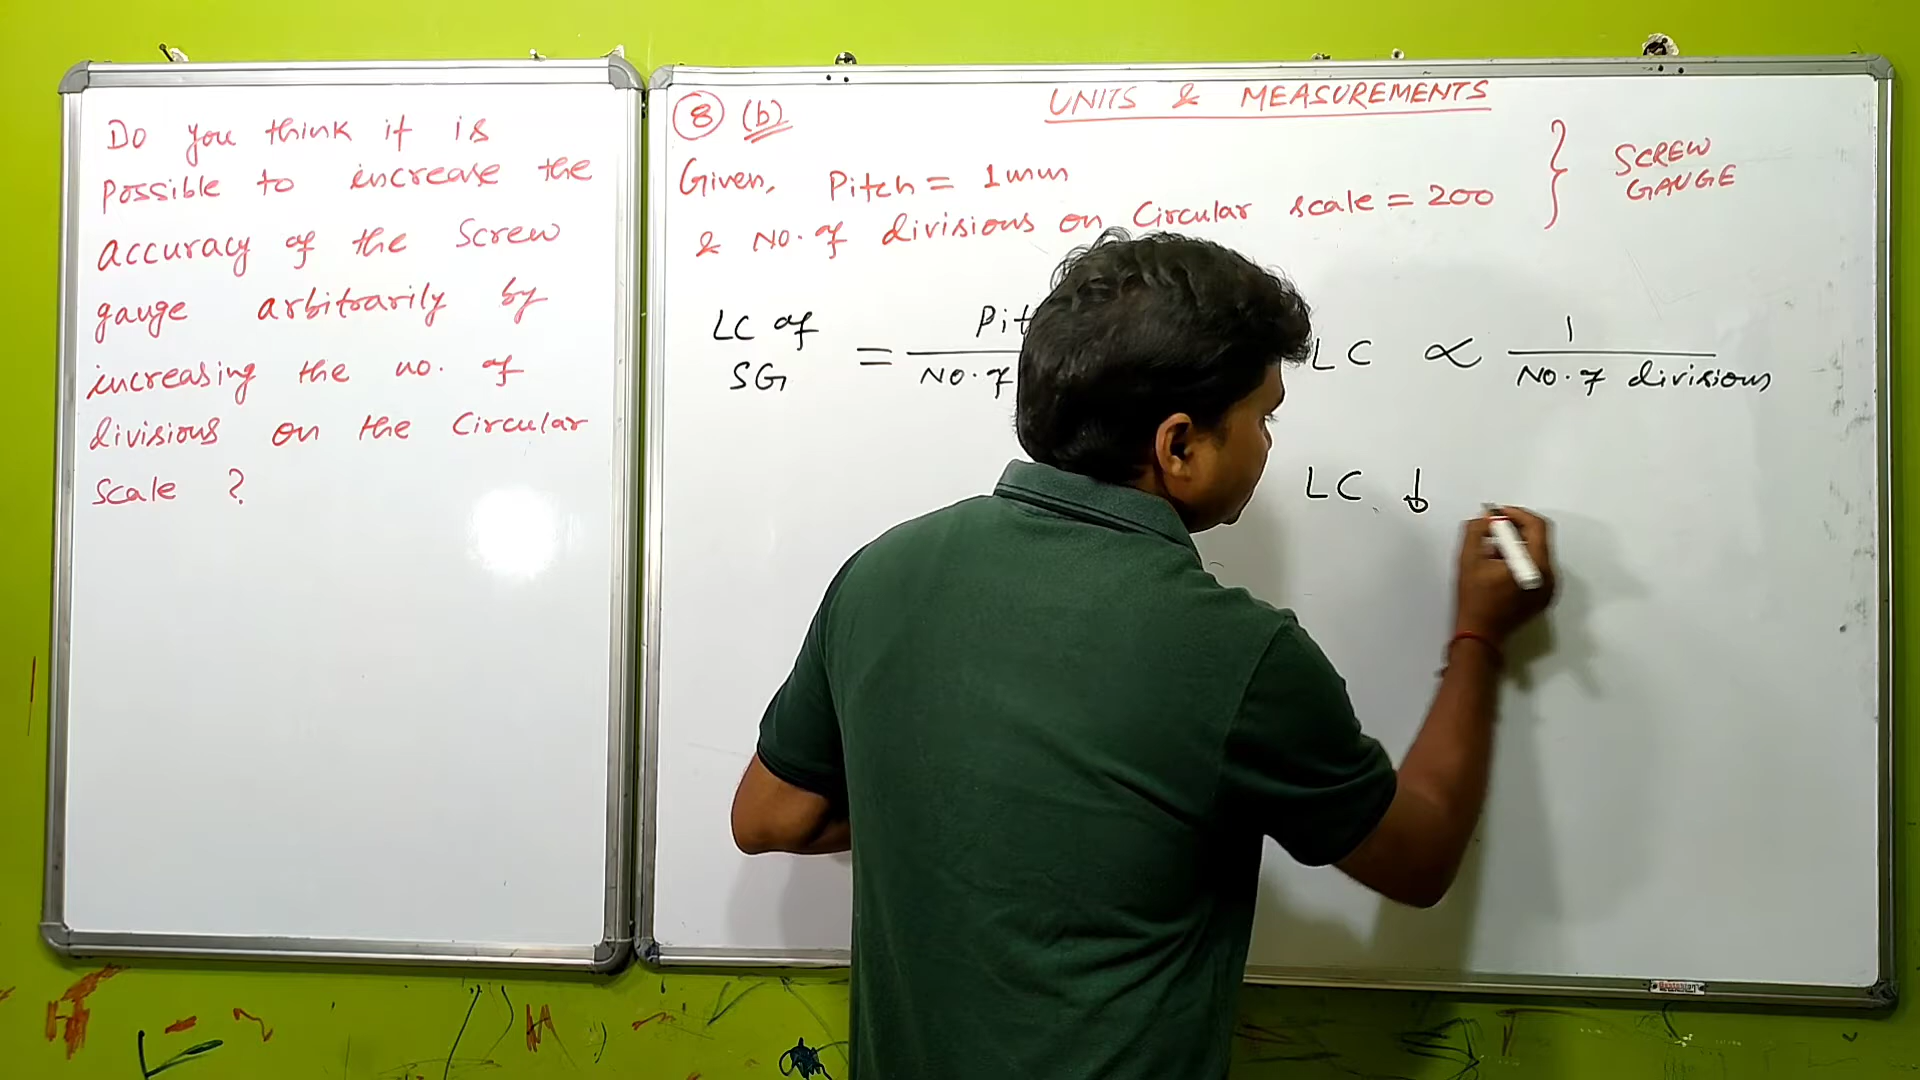 Do you think it is
possible to increase the
accuracy of the screw
gauge arbitrarily by
increasing the no. of
divisions on the circular
scale ?
UNITS & MEASUREMENTS
8 (b)
Given, Pitch = 1mm
& No. of divisions on Circular scale = 200
} SCREW
GAUGE
LC of
SG
= Pit
No. of
LC ∝ 1
No. of divisions
LC ↓